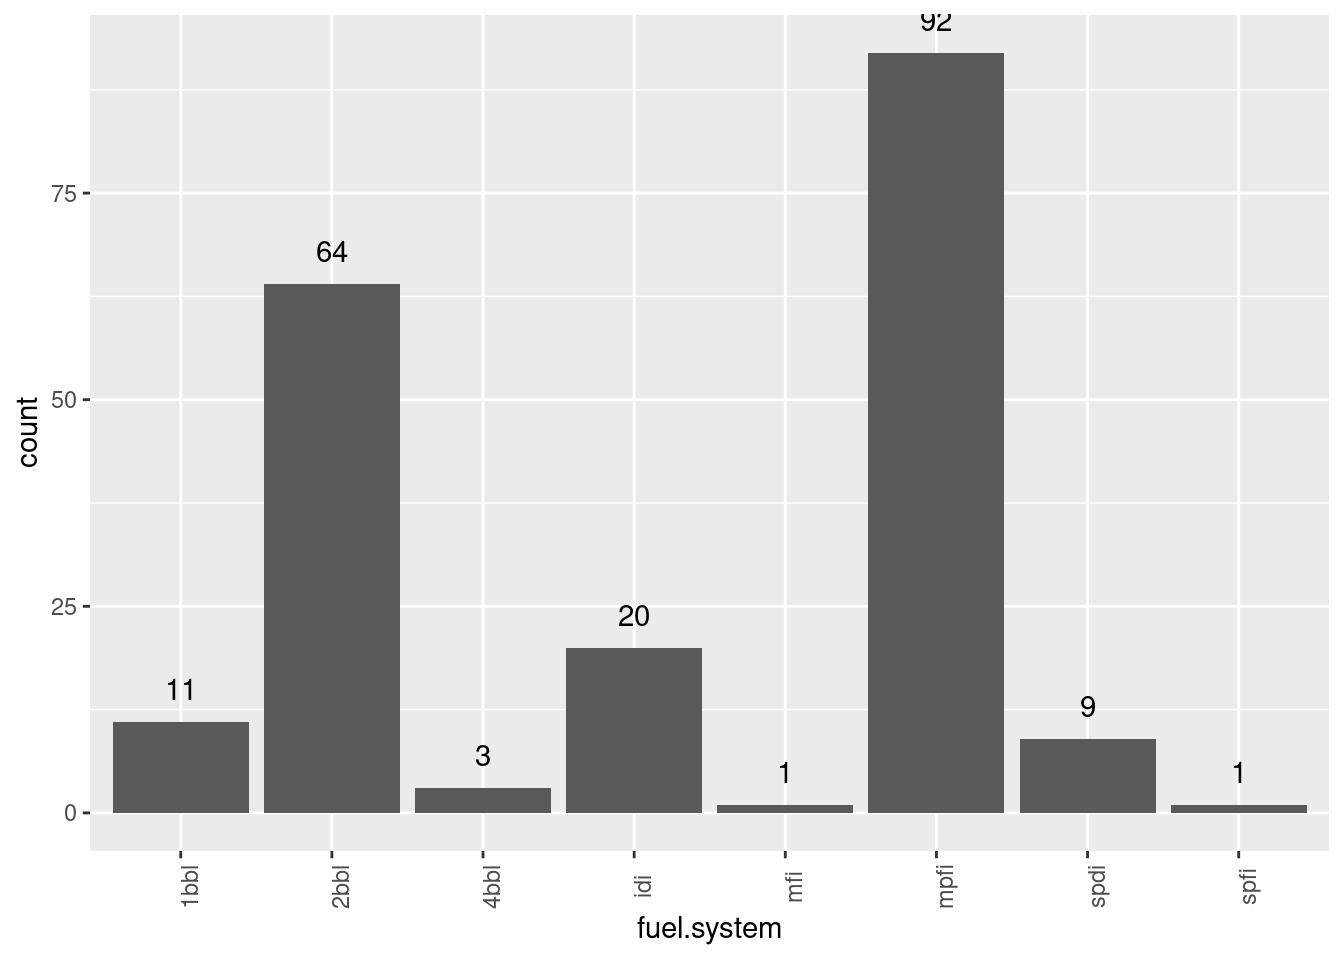 92
75
64
50
count
25
20
11
9
3
1
1
0
1bbl
2bbl
4bbl
idi
mfi
mpfi
spdi
spfi
fuel.system